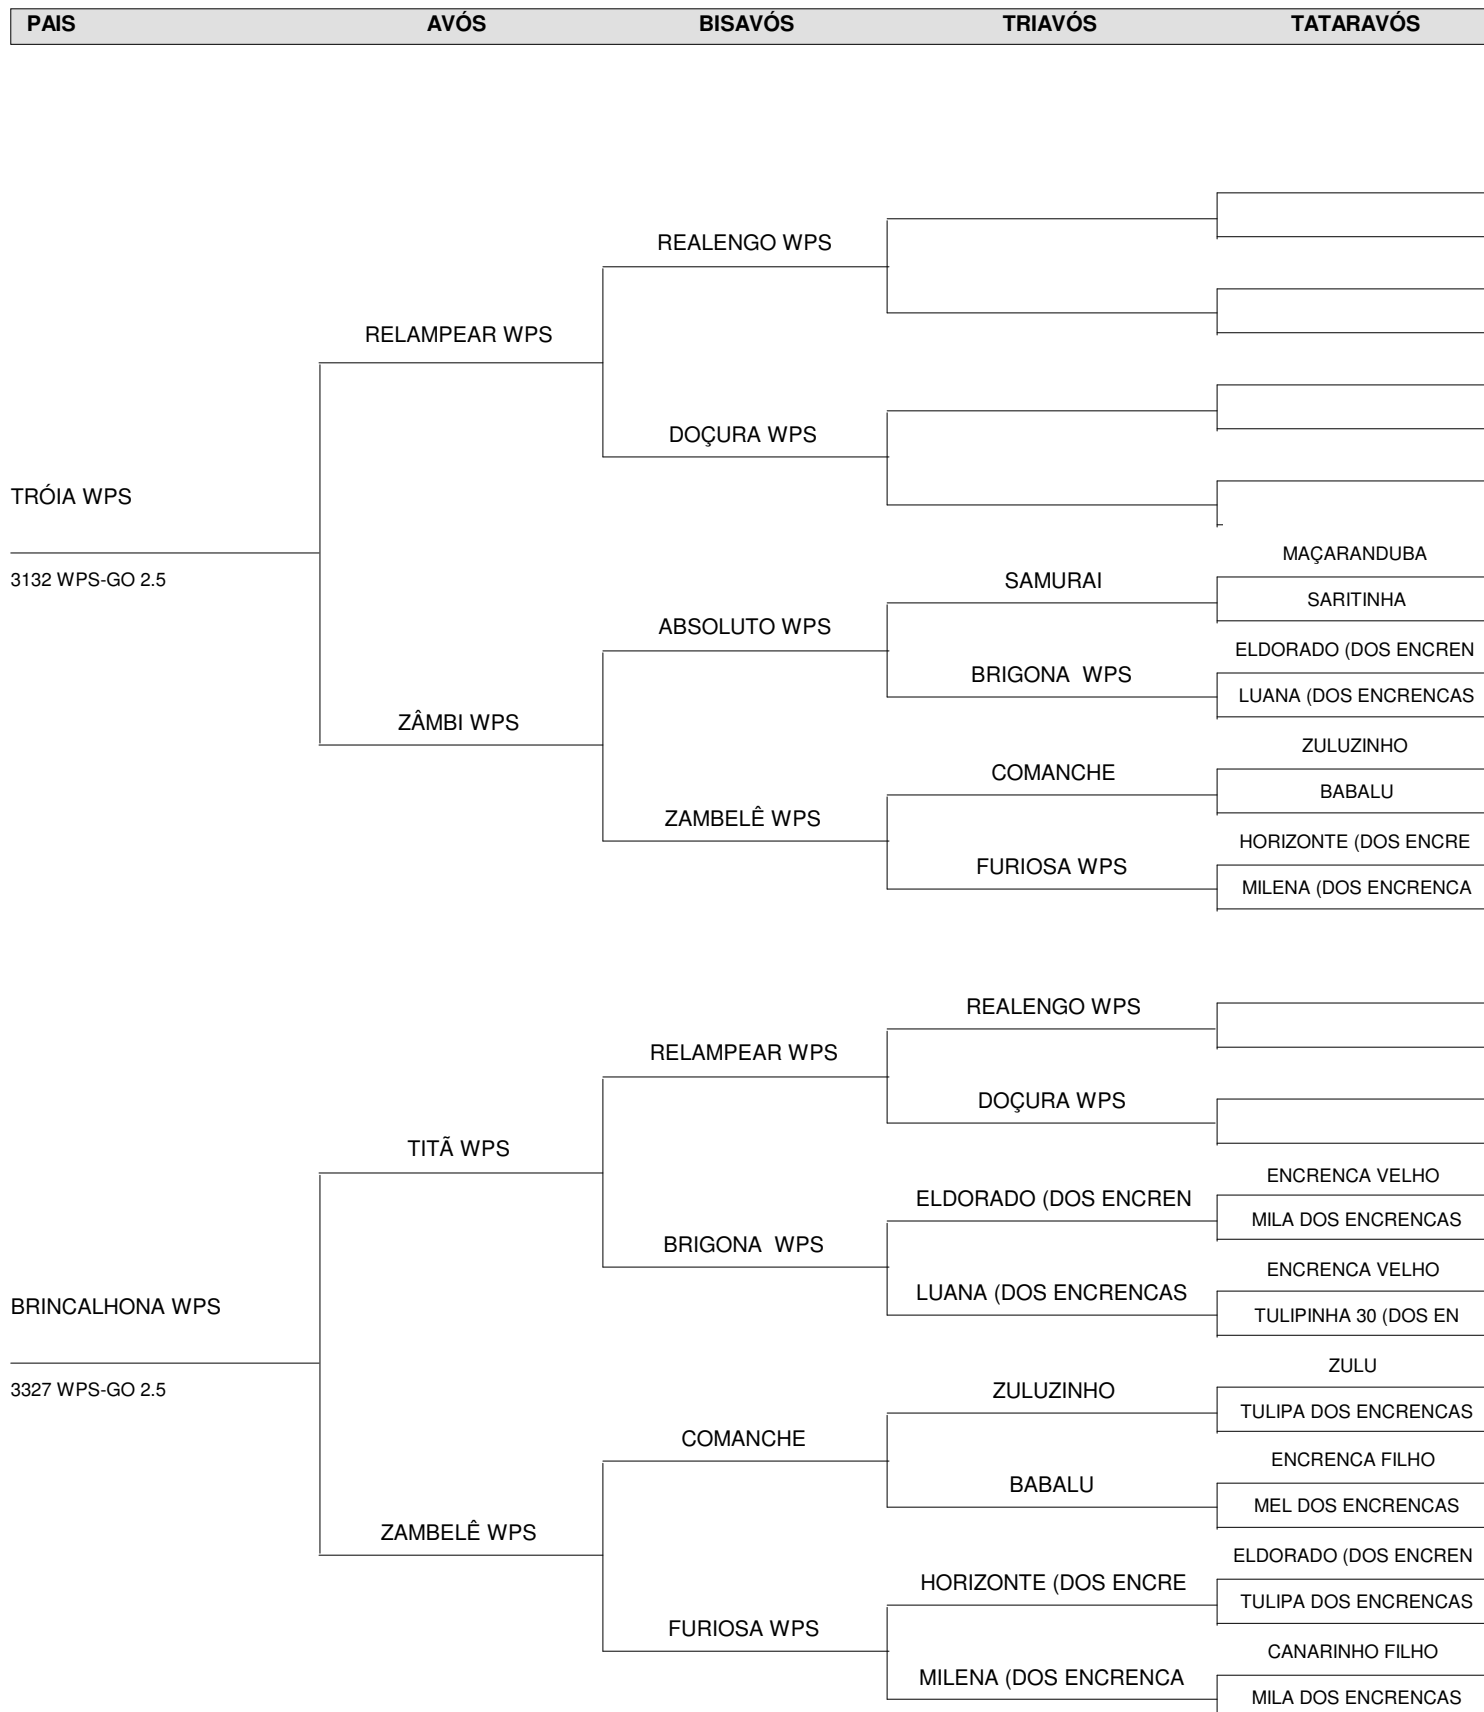 PAIS AVÓS BISAVÓS TRIAVÓS TATARAVÓS
REALENGO WPS
RELAMPEAR WPS
DOÇURA WPS
TRÓIA WPS
3132 WPS-GO 2.5
MAÇARANDUBA
SAMURAI
SARITINHA
ABSOLUTO WPS
ELDORADO (DOS ENCREN
BRIGONA WPS
LUANA (DOS ENCRENCAS
ZÂMBI WPS
ZULUZINHO
COMANCHE
BABALU
ZAMBELÊ WPS
HORIZONTE (DOS ENCRE
FURIOSA WPS
MILENA (DOS ENCRENCA
REALENGO WPS
RELAMPEAR WPS
DOÇURA WPS
TITÃ WPS
ENCRENCA VELHO
ELDORADO (DOS ENCREN
MILA DOS ENCRENCAS
BRIGONA WPS
ENCRENCA VELHO
LUANA (DOS ENCRENCAS
TULIPINHA 30 (DOS EN
BRINCALHONA WPS
3327 WPS-GO 2.5
ZULU
ZULUZINHO
TULIPA DOS ENCRENCAS
COMANCHE
ENCRENCA FILHO
BABALU
MEL DOS ENCRENCAS
ZAMBELÊ WPS
ELDORADO (DOS ENCREN
HORIZONTE (DOS ENCRE
TULIPA DOS ENCRENCAS
FURIOSA WPS
CANARINHO FILHO
MILENA (DOS ENCRENCA
MILA DOS ENCRENCAS